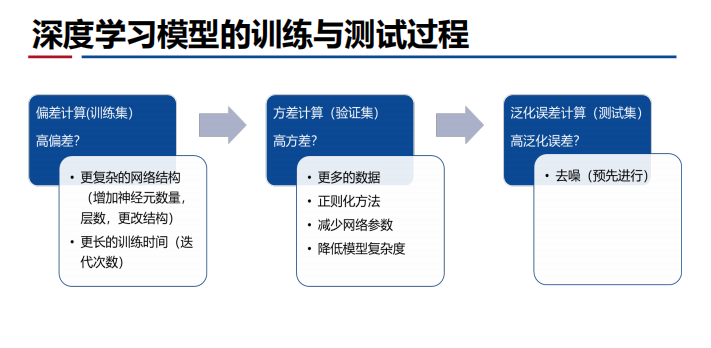 深度学习模型的训练与测试过程
偏差计算(训练集）
高偏差?
• 更复杂的网络结构
（增加神经元数量，
层数，更改结构）
• 更长的训练时间（迭
代次数）
方差计算（验证集）
高方差?
• 更多的数据
• 正则化方法
• 减少网络参数
• 降低模型复杂度
泛化误差计算（测试集）
高泛化误差?
• 去噪（预先进行）